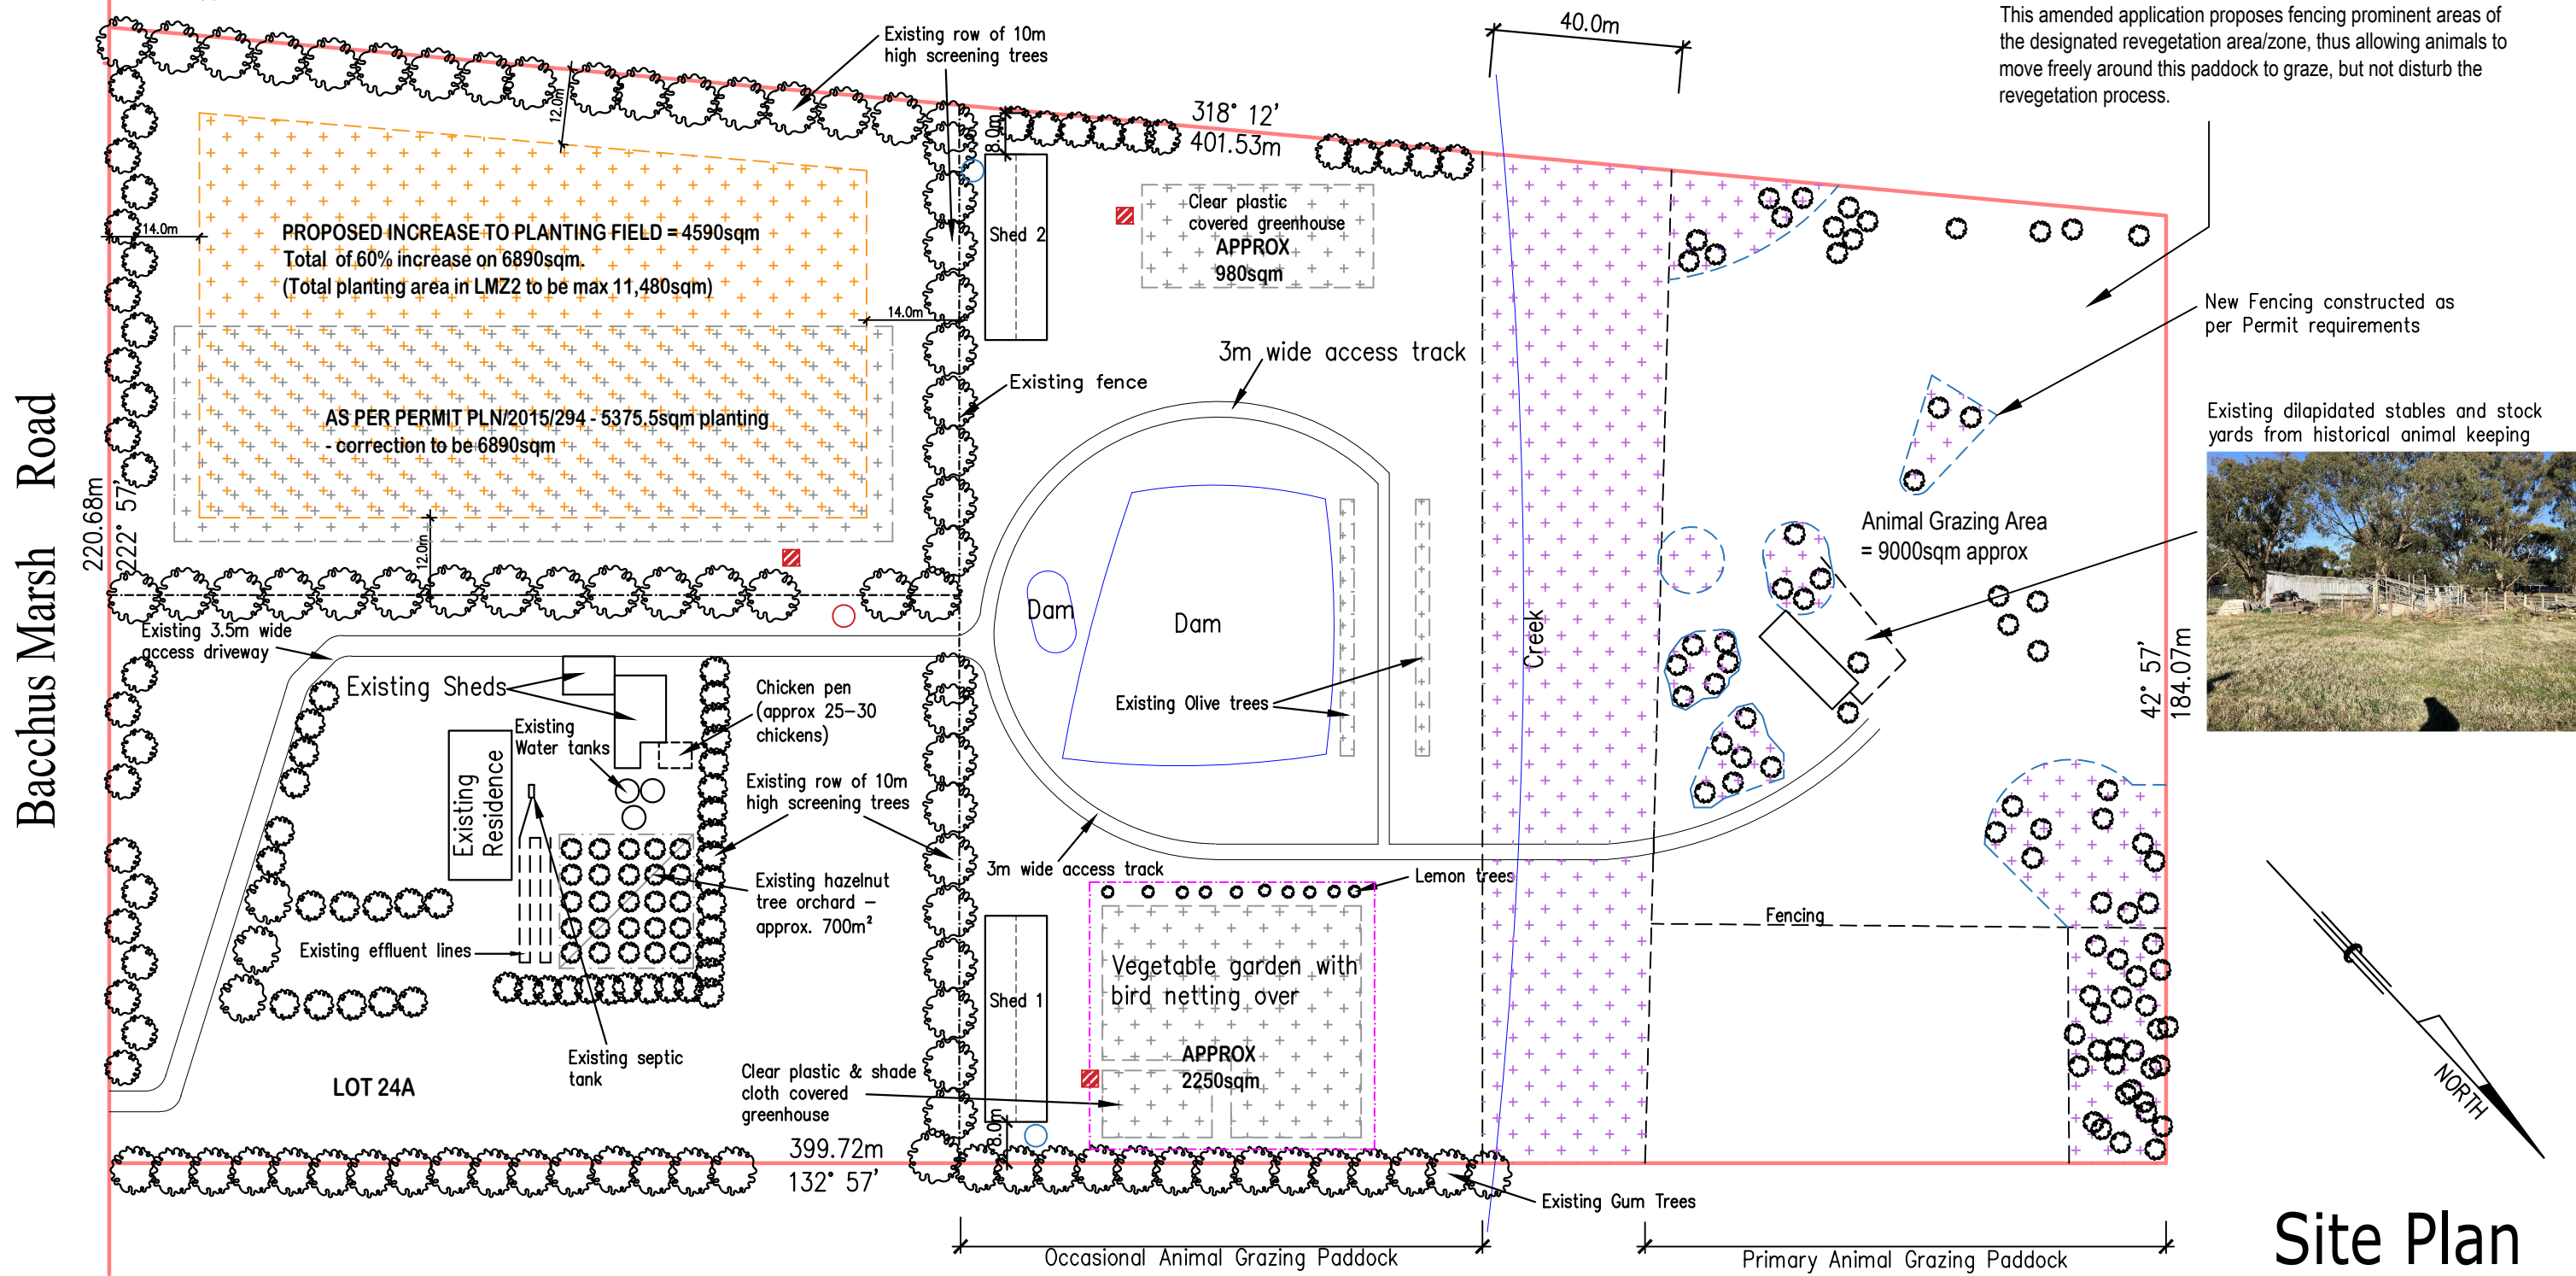 This amended application proposes fencing prominent areas of
the designated revegetation area/zone, thus allowing animals to
move freely around this paddock to graze, but not disturb the
revegetation process.
40.0m
Existing row of 10m
high screening trees
318° 12'
401.53m
12.0m
8.0m
14.0m
PROPOSED INCREASE TO PLANTING FIELD = 4590sqm
Total of 60% increase on 6890sqm.
(Total planting area in LMZ2 to be max 11,480sqm)
14.0m
Shed 2
Clear plastic
covered greenhouse
APPROX
980sqm
New Fencing constructed as
per Permit requirements
3m wide access track
Existing fence
AS PER PERMIT PLN/2015/294 - 5375.5sqm planting
- correction to be 6890sqm
Existing dilapidated stables and stock
yards from historical animal keeping
Bacchus Marsh Road
220.68m
222° 57'
12.0m
Animal Grazing Area
= 9000sqm approx
Dam
Dam
Creek
Existing 3.5m wide
access driveway
Existing Sheds
Chicken pen
(approx 25-30
chickens)
Existing
Water tanks
Existing Olive trees
42° 57'
184.07m
Existing
Residence
Existing row of 10m
high screening trees
3m wide access track
Lemon trees
Existing hazelnut
tree orchard -
approx. 700m²
Fencing
Existing effluent lines
Vegetable garden with
bird netting over
Shed 1
APPROX
2250sqm
Existing septic
tank
Clear plastic & shade
cloth covered
greenhouse
LOT 24A
8.0m
NORTH
399.72m
132° 57'
Existing Gum Trees
Occasional Animal Grazing Paddock
Primary Animal Grazing Paddock
Site Plan